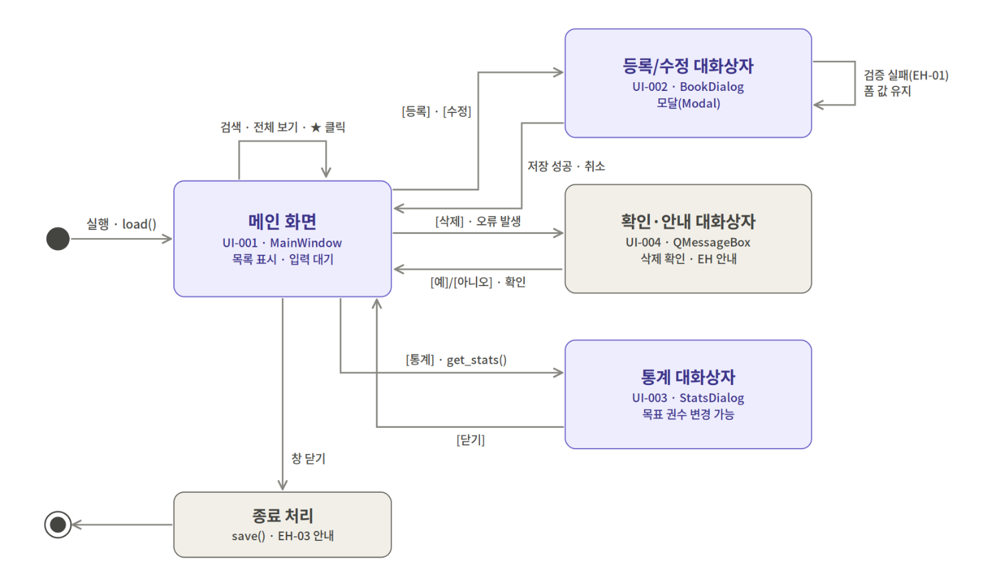 등록/수정 대화상자
UI-002 · BookDialog
모달(Modal)
검증 실패(EH-01)
폼 값 유지
[등록] · [수정]
검색 · 전체 보기 · ★ 클릭
저장 성공 · 취소
실행 · load()
메인 화면
UI-001 · MainWindow
목록 표시 · 입력 대기
[삭제] · 오류 발생
확인·안내 대화상자
UI-004 · QMessageBox
삭제 확인 · EH 안내
[예]/[아니오] · 확인
[통계] · get_stats()
통계 대화상자
UI-003 · StatsDialog
목표 권수 변경 가능
[닫기]
창 닫기
종료 처리
save() · EH-03 안내